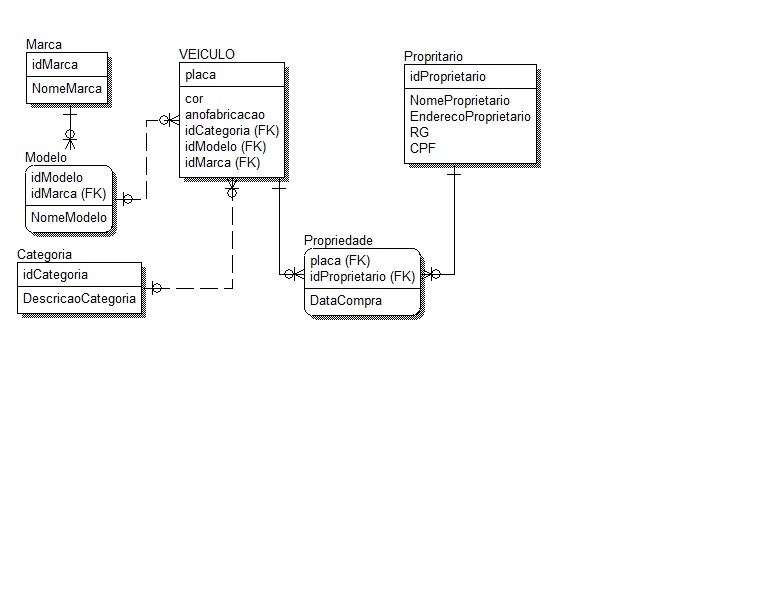 Marca
idMarca
NomeMarca
Modelo
idModelo
idMarca (FK)
NomeModelo
Categoria
idCategoria
DescricaoCategoria
VEICULO
placa
cor
anofabricacao
idCategoria (FK)
idModelo (FK)
idMarca (FK)
Propriedade
placa (FK)
idProprietario (FK)
DataCompra
Propritario
idProprietario
NomeProprietario
EnderecoProprietario
RG
CPF